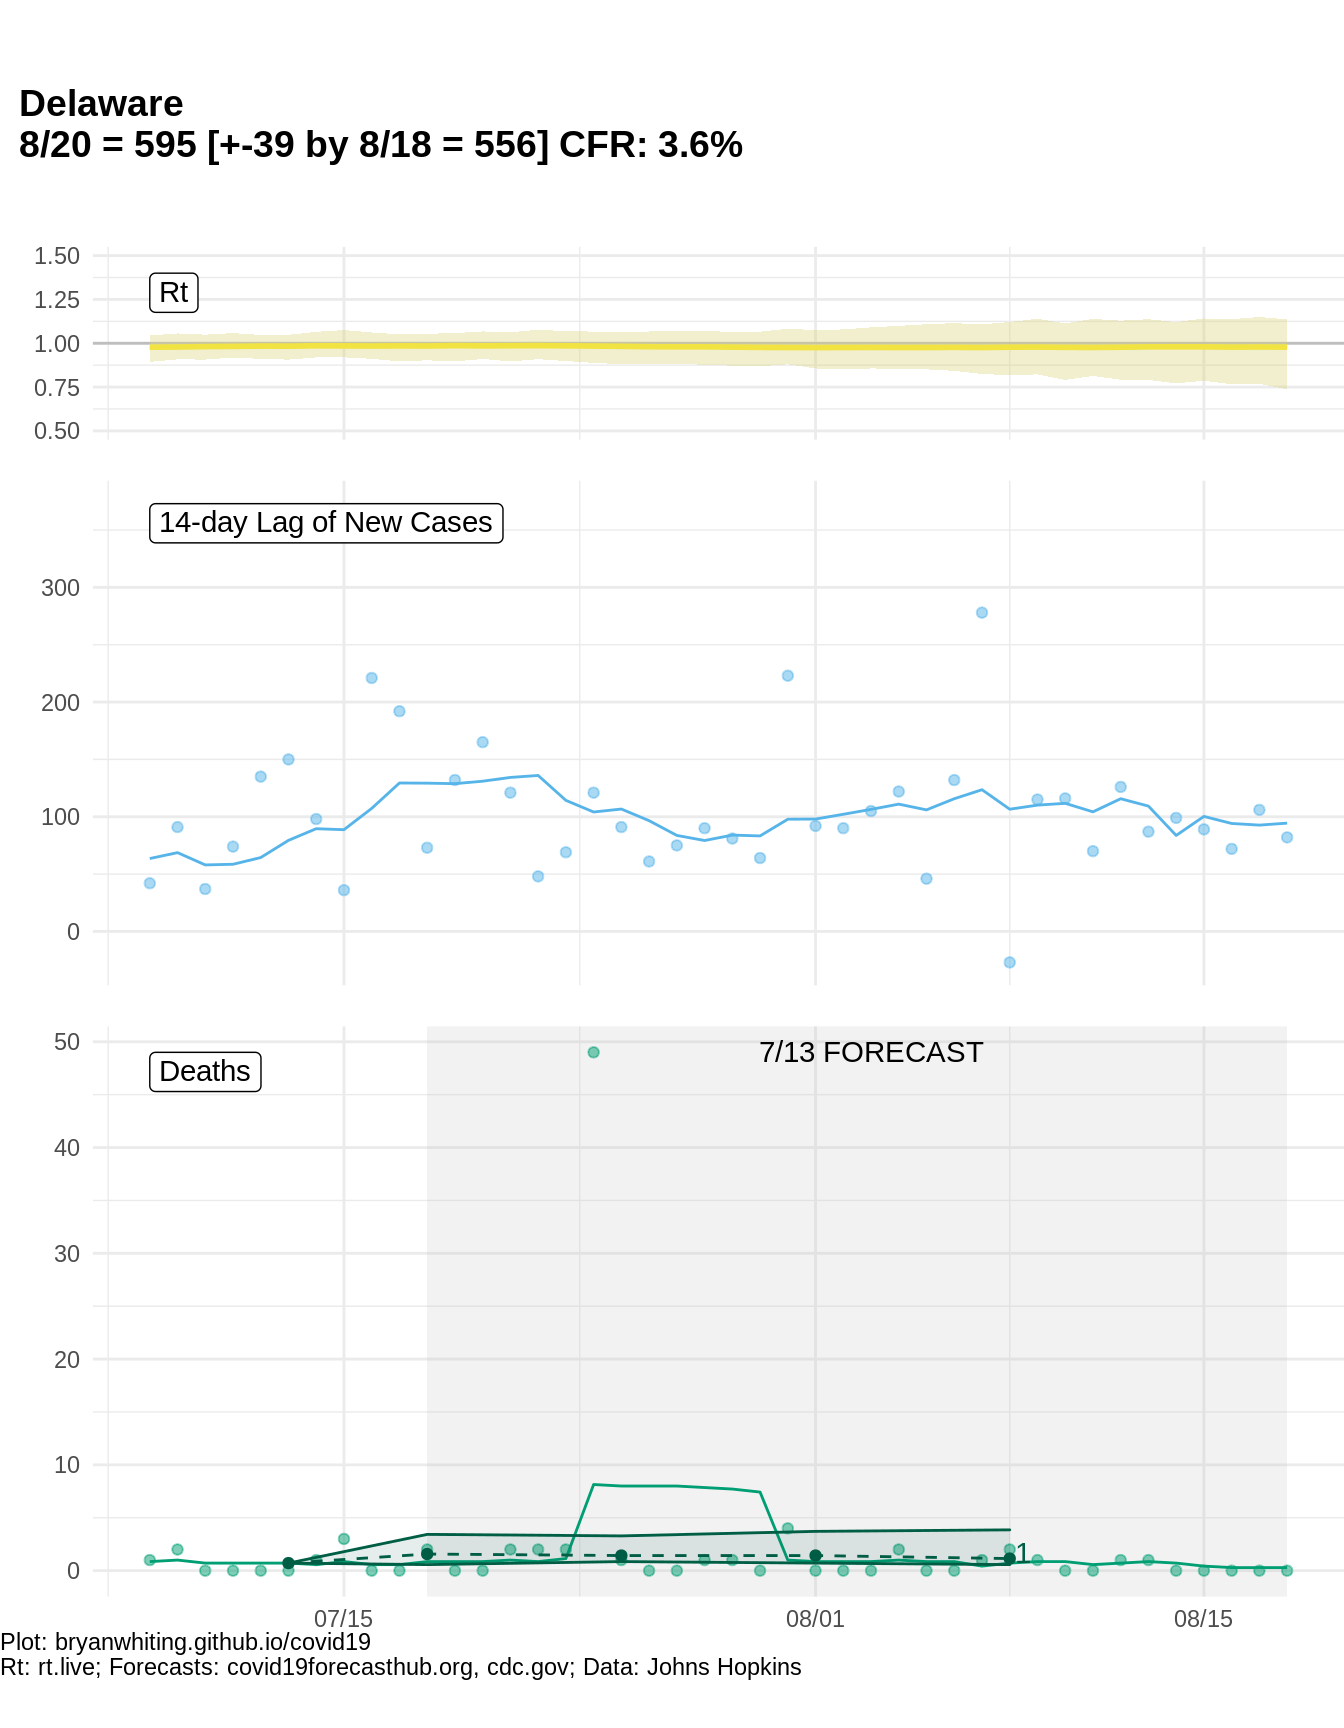 Delaware
8/20 = 595 [+-39 by 8/18 = 556] CFR: 3.6%
1.50
Rt
1.25
1.00
0.75
0.50
14-day Lag of New Cases
300
200
100
0
50
7/13 FORECAST
Deaths
40
30
20
10
1
0
07/15 08/01 08/15
Plot: bryanwhiting.github.io/covid19
Rt: rt.live; Forecasts: covid19forecasthub.org, cdc.gov; Data: Johns Hopkins